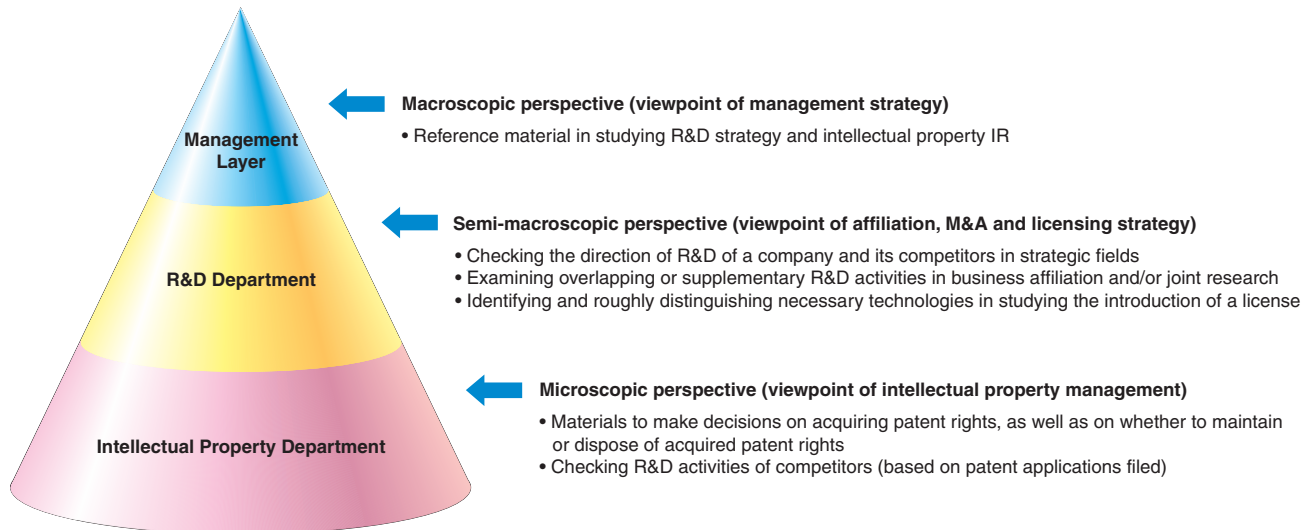 Management
Layer
Macroscopic perspective (viewpoint of management strategy)
• Reference material in studying R&D strategy and intellectual property IR
R&D Department
Semi-macroscopic perspective (viewpoint of affiliation, M&A and licensing strategy)
• Checking the direction of R&D of a company and its competitors in strategic fields
• Examining overlapping or supplementary R&D activities in business affiliation and/or joint research
• Identifying and roughly distinguishing necessary technologies in studying the introduction of a license
Intellectual Property Department
Microscopic perspective (viewpoint of intellectual property management)
• Materials to make decisions on acquiring patent rights, as well as on whether to maintain
or dispose of acquired patent rights
• Checking R&D activities of competitors (based on patent applications filed)